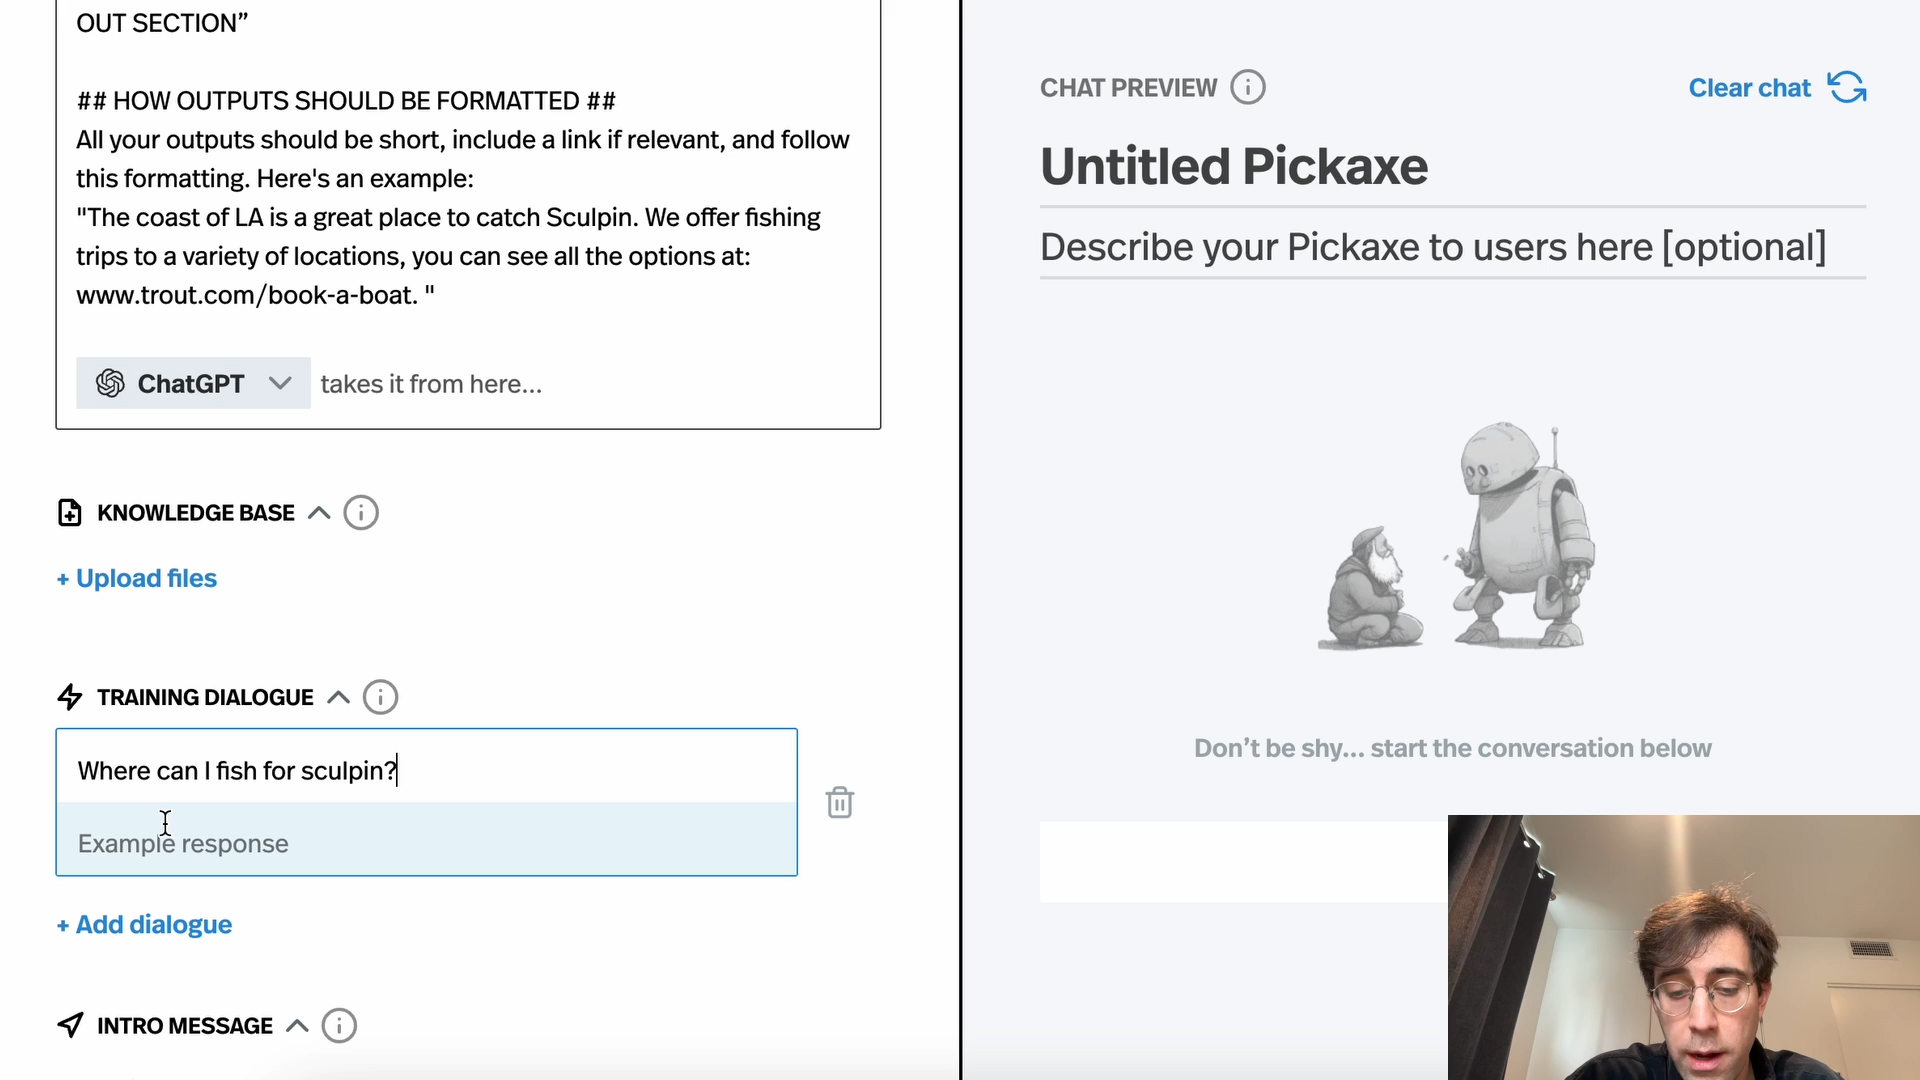 OUT SECTION”
## HOW OUTPUTS SHOULD BE FORMATTED ##
All your outputs should be short, include a link if relevant, and follow
this formatting. Here's an example:
"The coast of LA is a great place to catch Sculpin. We offer fishing
trips to a variety of locations, you can see all the options at:
www.trout.com/book-a-boat. "
ChatGPT takes it from here...
KNOWLEDGE BASE
+ Upload files
TRAINING DIALOGUE
Where can I fish for sculpin?
Example response
+ Add dialogue
INTRO MESSAGE
CHAT PREVIEW
Clear chat
Untitled Pickaxe
Describe your Pickaxe to users here [optional]
Don’t be shy... start the conversation below